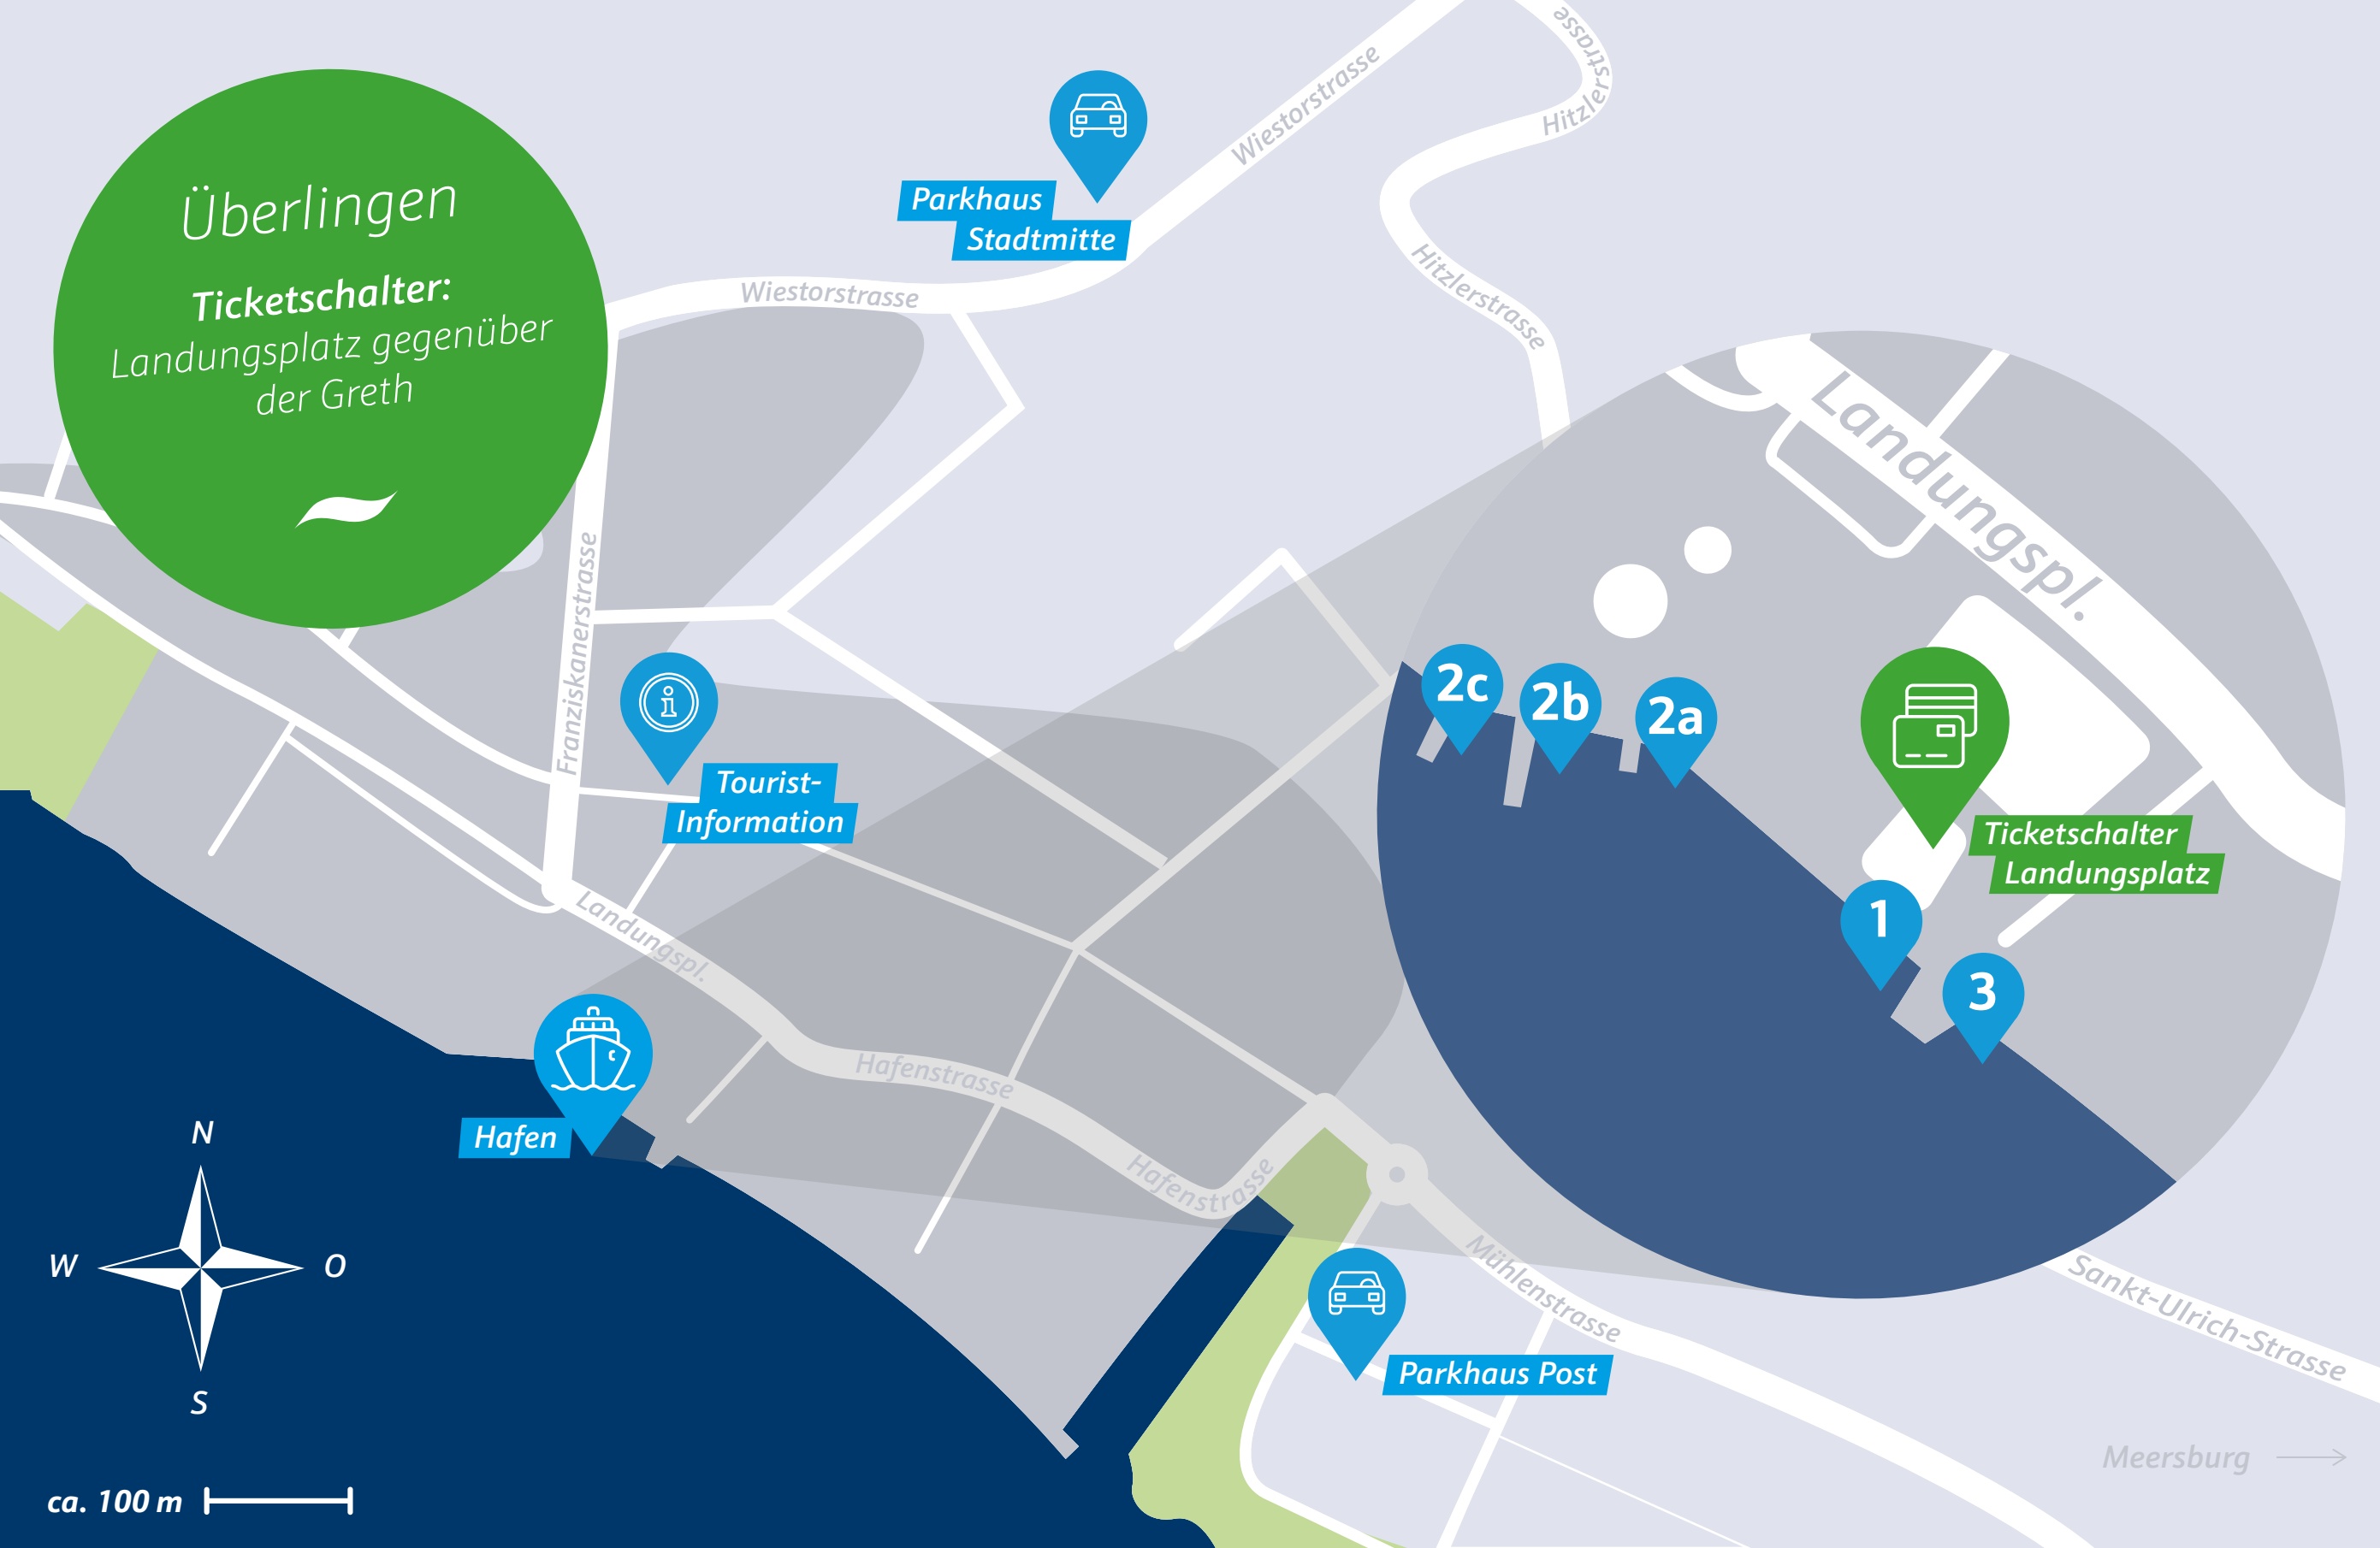 Überlingen
Ticketschalter:
Landungsplatz gegenüber
der Greth
Parkhaus
Stadtmitte
Wiestorstrasse
Wiestorstrasse
Hitzlerstrasse
Hitzlerstrasse
Franziskanerstrasse
Tourist-
Information
Landungspl.
Landungspl.
2c
2b
2a
Ticketschalter
Landungsplatz
1
3
Hafen
Hafenstrasse
Hafenstrasse
Mühlenstrasse
Parkhaus Post
Sankt-Ulrich-Strasse
Meersburg
N
W
O
S
ca. 100 m